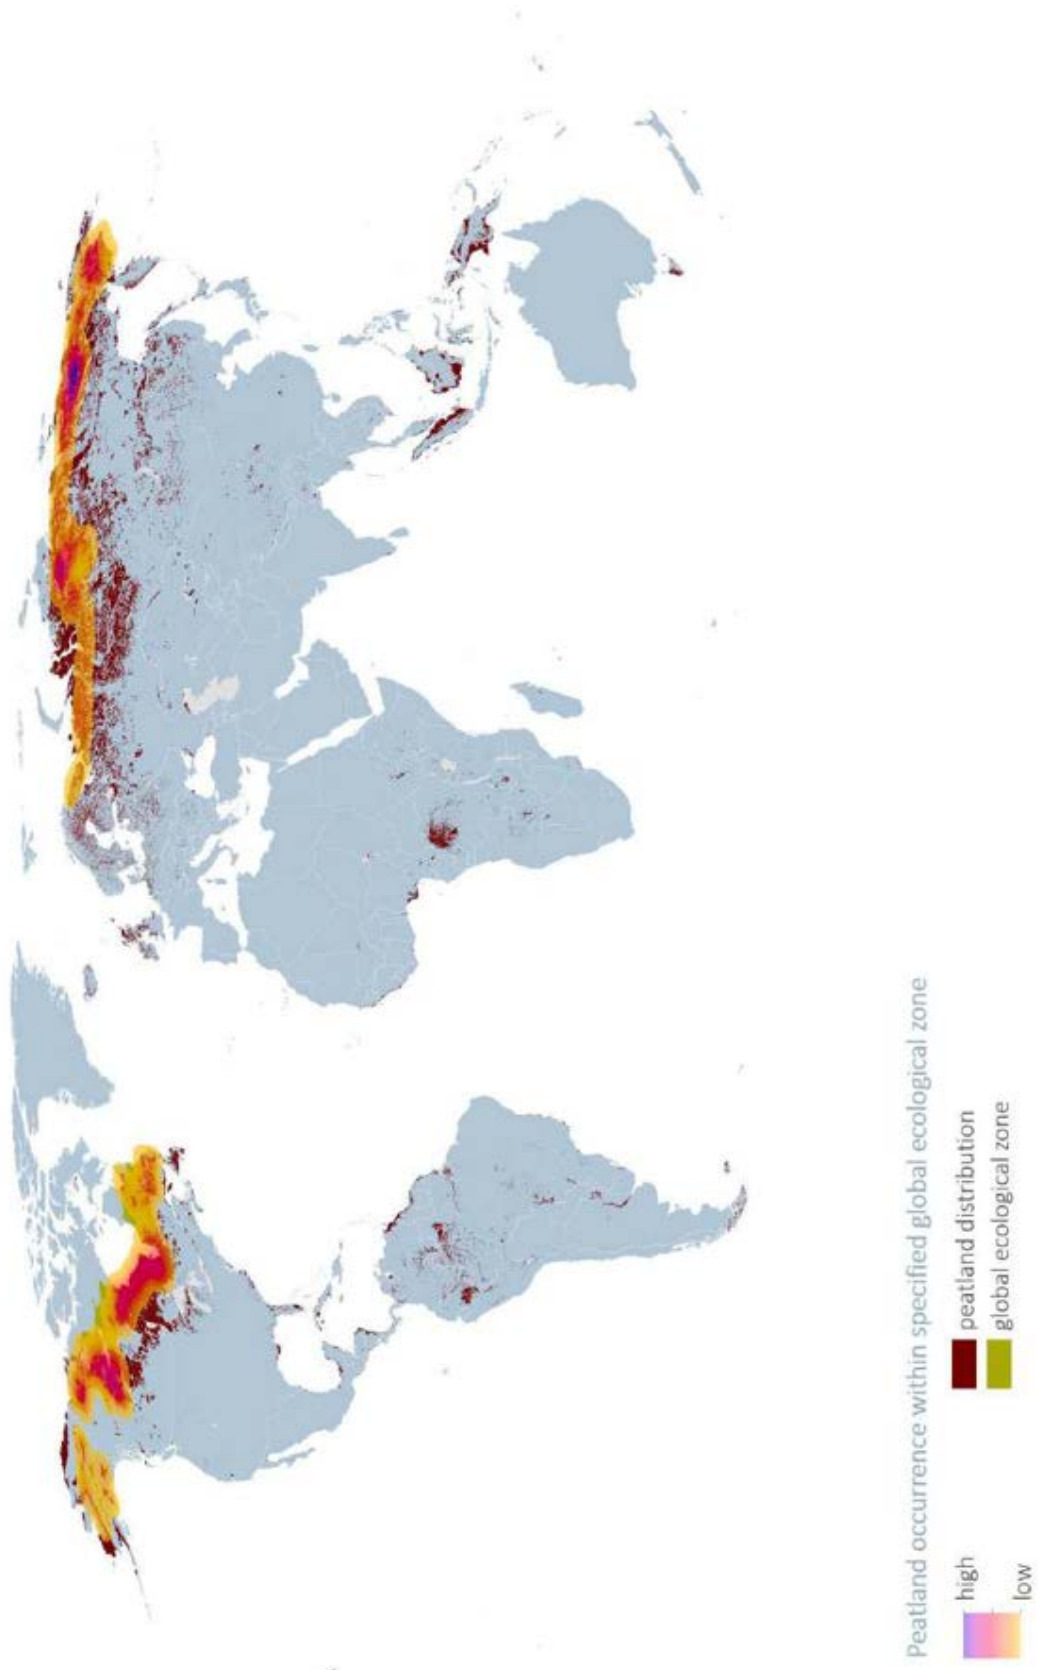 Peatland occurrence within specified global ecological zone
high
low
peatland distribution
global ecological zone